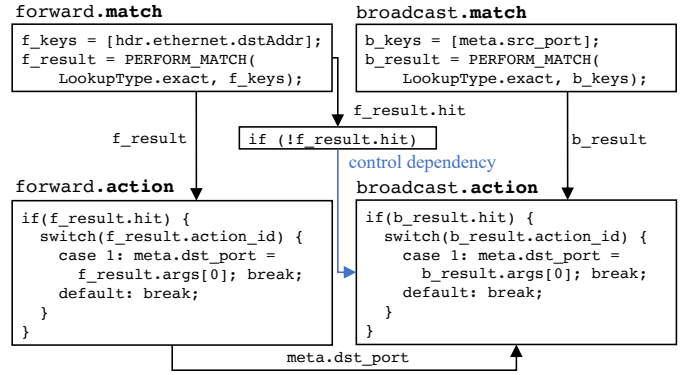 forward.match
f_keys = [hdr.ethernet.dstAddr];
f_result = PERFORM_MATCH(
LookupType.exact, f_keys);
broadcast.match
b_keys = [meta.src_port];
b_result = PERFORM_MATCH(
LookupType.exact, b_keys);
f_result.hit
f_result
if (!f_result.hit)
b_result
control dependency
forward.action
if(f_result.hit) {
switch(f_result.action_id) {
case 1: meta.dst_port =
f_result.args[0]; break;
default: break;
}
}
broadcast.action
if(b_result.hit) {
switch(b_result.action_id) {
case 1: meta.dst_port =
b_result.args[0]; break;
default: break;
}
}
meta.dst_port